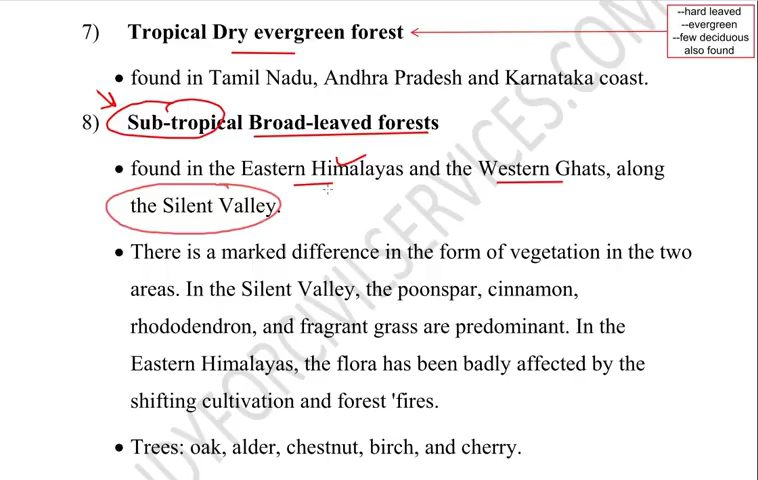 7) Tropical Dry evergreen forest
--hard leaved
--evergreen
--few deciduous
also found
• found in Tamil Nadu, Andhra Pradesh and Karnataka coast.
8) Sub-tropical Broad-leaved forests
• found in the Eastern Himalayas and the Western Ghats, along
the Silent Valley.
• There is a marked difference in the form of vegetation in the two
areas. In the Silent Valley, the poonspar, cinnamon,
rhododendron, and fragrant grass are predominant. In the
Eastern Himalayas, the flora has been badly affected by the
shifting cultivation and forest 'fires.
• Trees: oak, alder, chestnut, birch, and cherry.